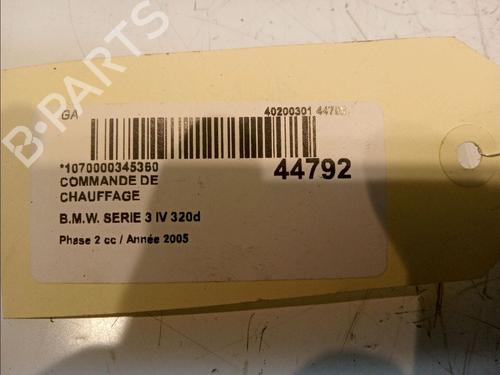 GA
40200301 44792
*1070000345360
44792
COMMANDE DE
CHAUFFAGE
B.M.W. SERIE 3 IV 320d
Phase 2 cc / Année 2005
B-PARTS